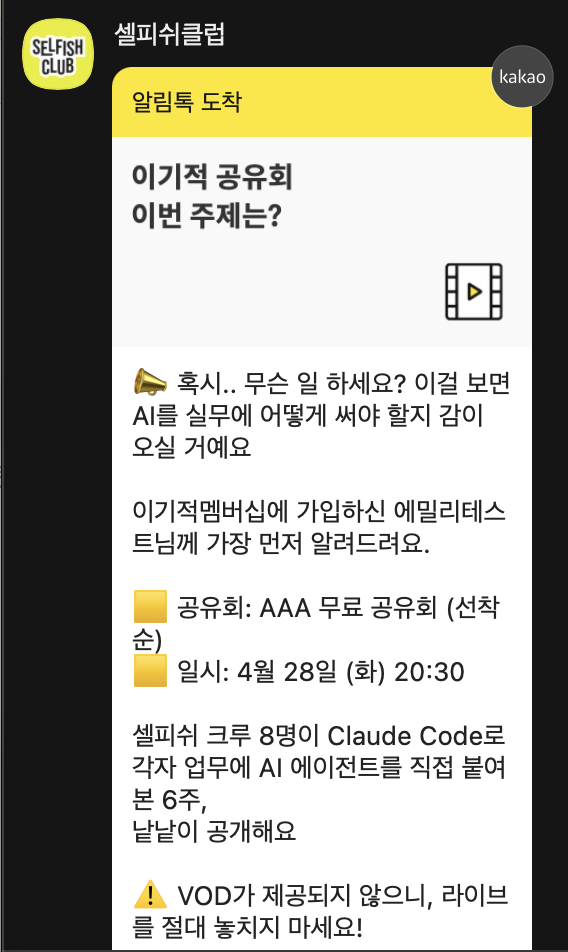 SELFISH
CLUB
셀피쉬클럽
kakao
알림톡 도착
이기적 공유회
이번 주제는?
📣 혹시.. 무슨 일 하세요? 이걸 보면
AI를 실무에 어떻게 써야 할지 감이
오실 거예요
이기적멤버십에 가입하신 에밀리테스
트님께 가장 먼저 알려드려요.
🟨 공유회: AAA 무료 공유회 (선착
순)
🟨 일시: 4월 28일 (화) 20:30
셀피쉬 크루 8명이 Claude Code로
각자 업무에 AI 에이전트를 직접 붙여
본 6주,
낱낱이 공개해요
⚠️ VOD가 제공되지 않으니, 라이브
를 절대 놓치지 마세요!